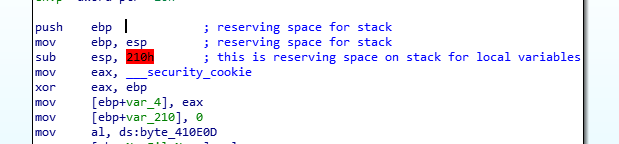 push    ebp             ; reserving space for stack
mov     ebp, esp        ; reserving space for stack
sub     esp, 210h       ; this is reserving space on stack for local variables
mov     eax, ___security_cookie
xor     eax, ebp
mov     [ebp+var_4], eax
mov     [ebp+var_210], 0
mov     al, ds:byte_410E0D